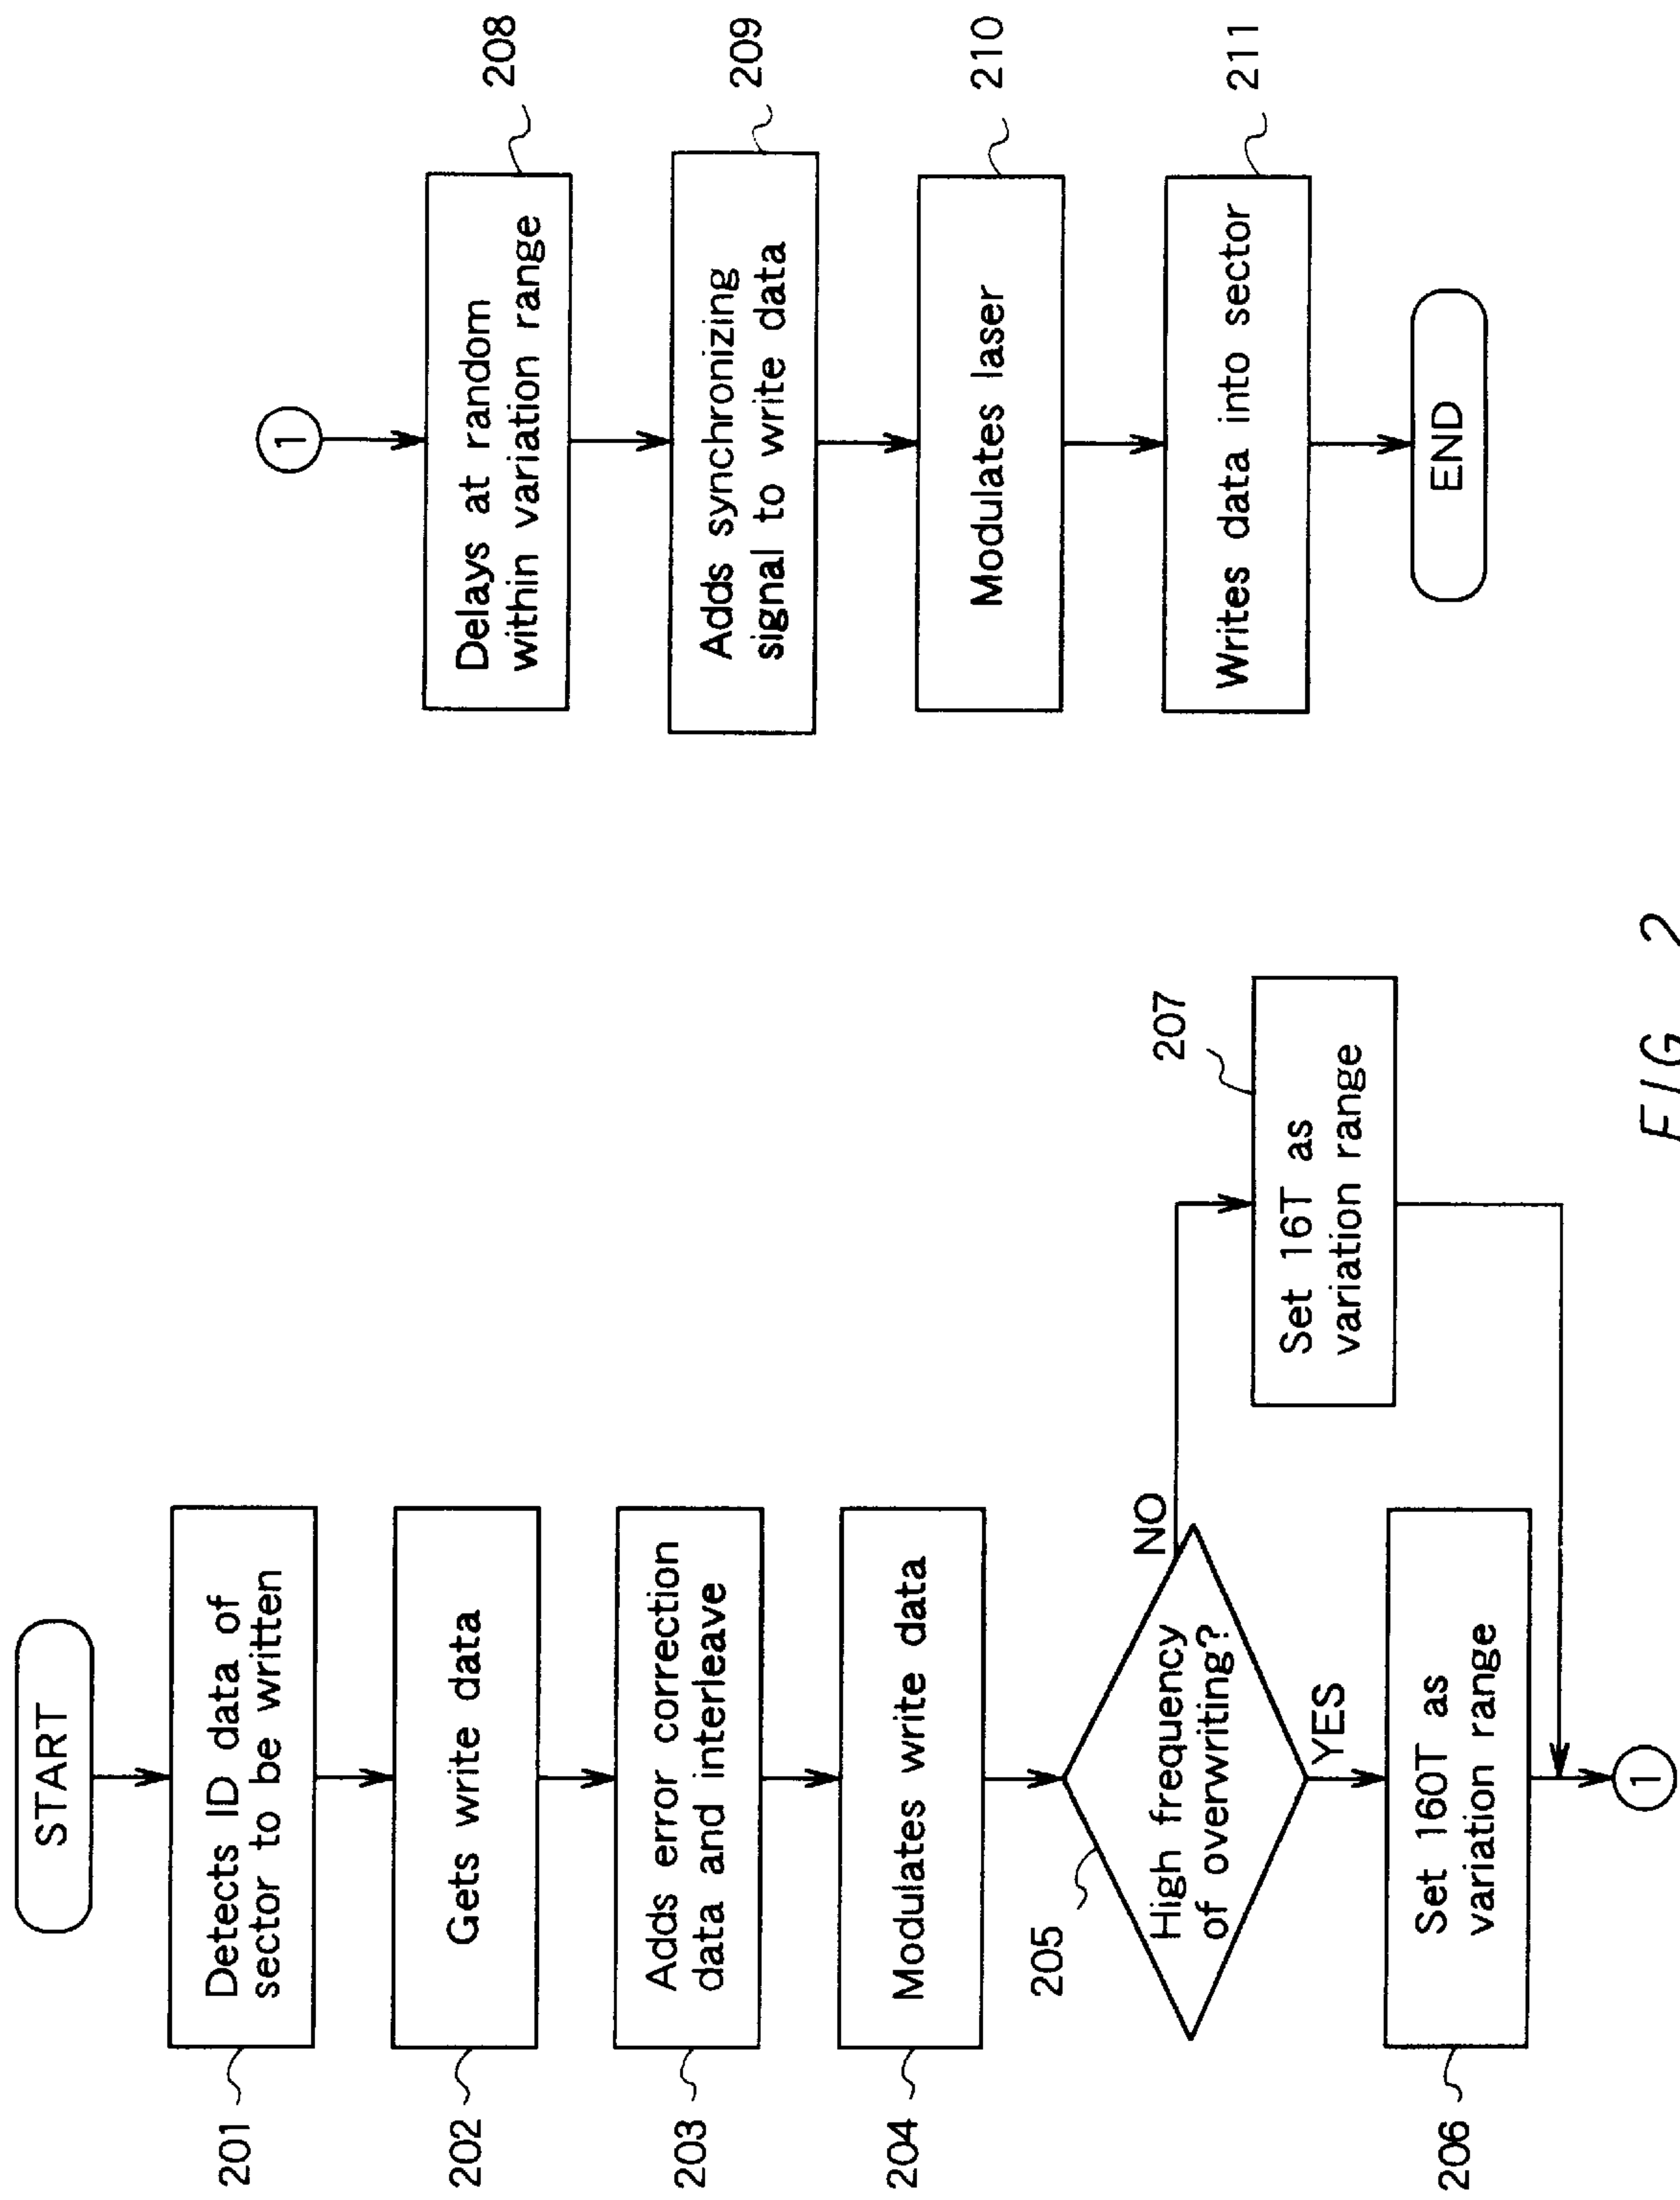 START
201
Detects ID data of
sector to be written
202
Gets write data
203
Adds error correction
data and interleave
204
Modulates write data
205
High frequency
of overwriting?
NO
YES
206
Set 160T as
variation range
207
Set 16T as
variation range
1
1
Delays at random
within variation range
208
Adds synchronizing
signal to write data
209
Modulates laser
210
Writes data into sector
211
END
FIG. 2